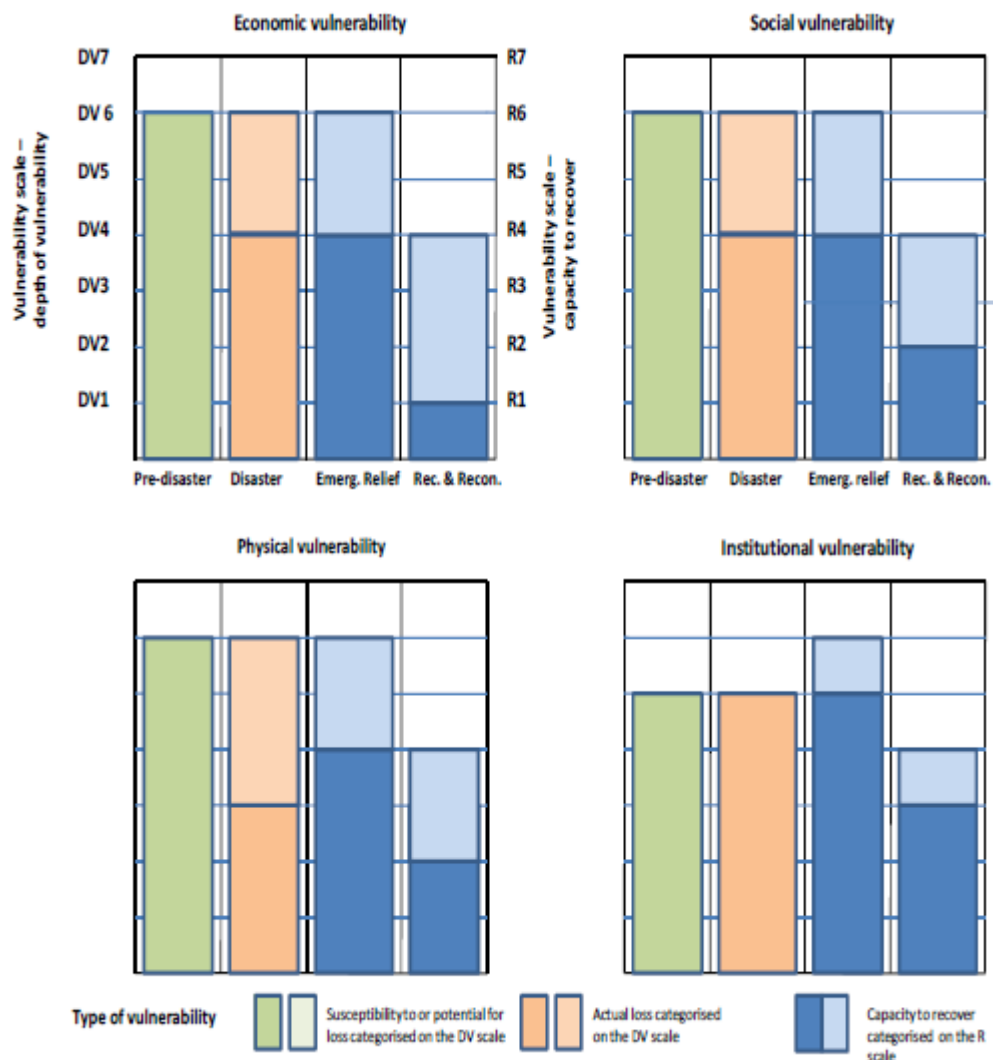 Economic vulnerability
Social vulnerability
DV7
DV 6
DV5
DV4
DV3
DV2
DV1
Vulnerability scale –
depth of vulnerability
R7
R6
R5
R4
R3
R2
R1
Vulnerability scale –
capacity to recover
Pre-disaster
Disaster
Emerg. Relief
Rec. & Recon.
Pre-disaster
Disaster
Emerg. relief
Rec. & Recon.
Physical vulnerability
Institutional vulnerability
Type of vulnerability
Susceptibility to or potential for
loss categorised on the DV scale
Actual loss categorised
on the DV scale
Capacity to recover
categorised on the R
scale